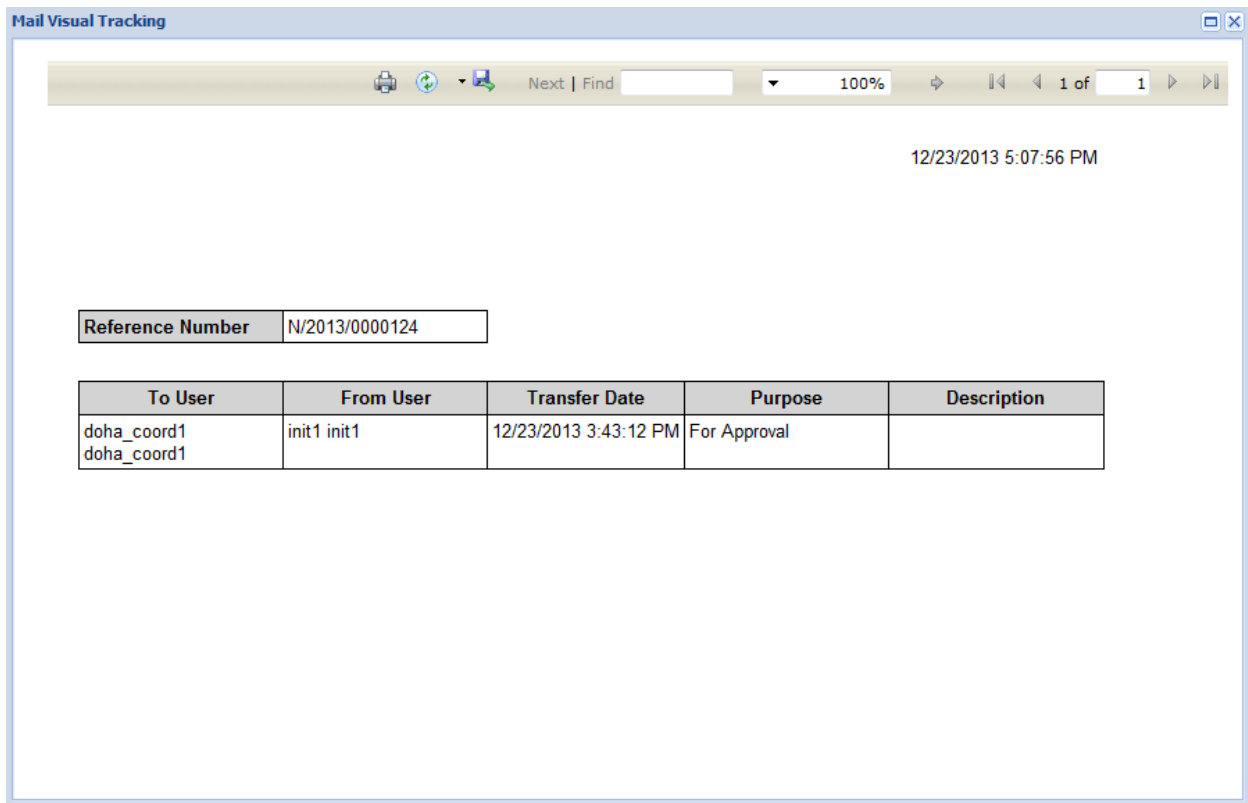 Mail Visual Tracking
Next | Find 100% 1 of 1
12/23/2013 5:07:56 PM
Reference Number N/2013/0000124
To User From User Transfer Date Purpose Description
doha_coord1 init1 init1 12/23/2013 3:43:12 PM For Approval
doha_coord1